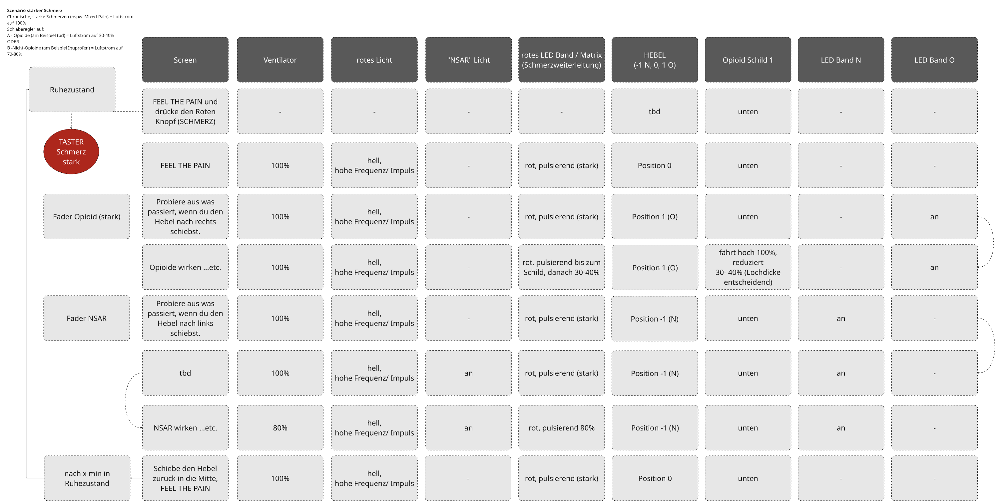 Szenario starker Schmerz
Chronische, starke Schmerzen (bspw. Mixed-Pain) = Luftstrom
auf 100%
Schieberegler auf:
A - Opioide (am Beispiel tbd) = Luftstrom auf 30-40%
ODER
B -Nicht-Opioide (am Beispiel Ibuprofen) = Luftstrom auf
70-80%
Screen
Ventilator
rotes Licht
"NSAR" Licht
rotes LED Band / Matrix
(Schmerzweiterleitung)
HEBEL
(-1 N, 0, 1 O)
Opioid Schild 1
LED Band N
LED Band O
Ruhezustand
FEEL THE PAIN und
drücke den Roten
Knopf (SCHMERZ)
-
-
-
-
tbd
unten
-
-
TASTER
Schmerz
stark
FEEL THE PAIN
100%
hell,
hohe Frequenz/ Impuls
-
rot, pulsierend (stark)
Position 0
unten
-
-
Fader Opioid (stark)
Probiere aus was
passiert, wenn du den
Hebel nach rechts
schiebst.
100%
hell,
hohe Frequenz/ Impuls
-
rot, pulsierend (stark)
Position 1 (O)
unten
-
an
Opioide wirken ...etc.
100%
hell,
hohe Frequenz/ Impuls
-
rot, pulsierend bis zum
Schild, danach 30-40%
Position 1 (O)
fährt hoch 100%,
reduziert
30- 40% (Lochdicke
entscheidend)
-
an
Fader NSAR
Probiere aus was
passiert, wenn du den
Hebel nach links
schiebst.
100%
hell,
hohe Frequenz/ Impuls
-
rot, pulsierend (stark)
Position -1 (N)
unten
an
-
tbd
100%
hell,
hohe Frequenz/ Impuls
an
rot, pulsierend (stark)
Position -1 (N)
unten
an
-
NSAR wirken ...etc.
80%
hell,
hohe Frequenz/ Impuls
an
rot, pulsierend 80%
Position -1 (N)
unten
an
-
nach x min in
Ruhezustand
Schiebe den Hebel
zurück in die Mitte,
FEEL THE PAIN
100%
hell,
hohe Frequenz/ Impuls
-
rot, pulsierend (stark)
Position 0
unten
-
-